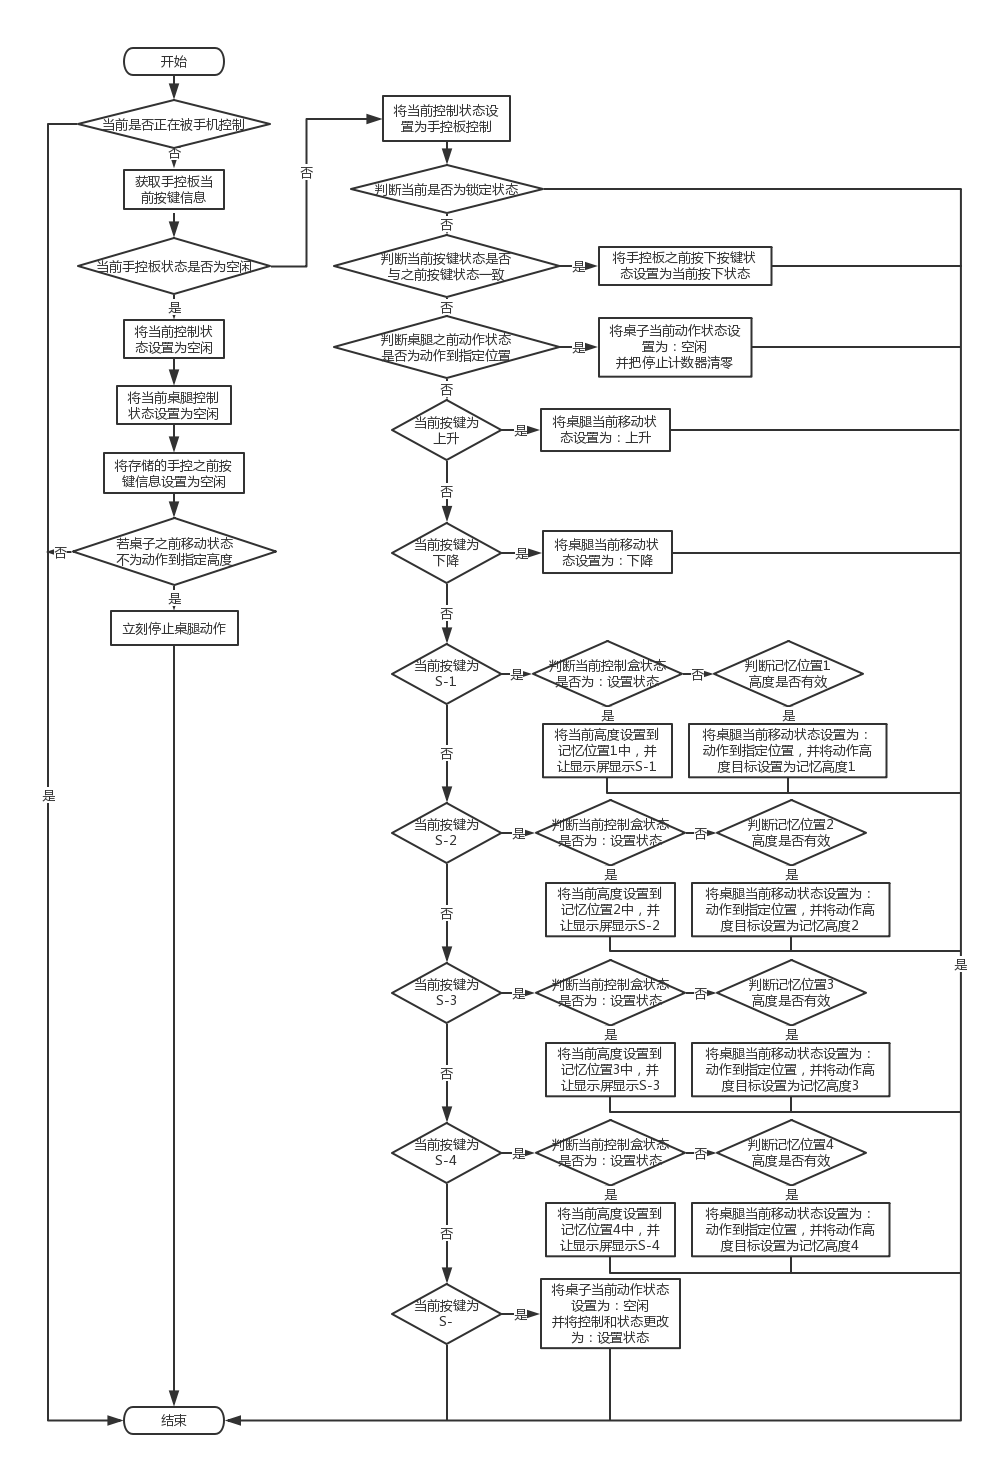 开始
当前是否正在被手机控制
否
获取手控板当
前按键信息
当前手控板状态是否为空闲
是
将当前控制状
态设置为空闲
将当前桌腿控制
状态设置为空闲
将存储的手控之前按
键信息设置为空闲
若桌子之前移动状态
不为动作到指定高度
否
是
立刻停止桌腿动作
是
结束
否
将当前控制状态设
置为手控板控制
判断当前是否为锁定状态
否
判断当前按键状态是否
与之前按键状态一致
是
将手控板之前按下按键状
态设置为当前按下状态
否
判断桌腿之前动作状态
是否为动作到指定位置
是
将桌子当前动作状态设
置为：空闲
并把停止计数器清零
否
当前按键为
上升
是
将桌腿当前移动状
态设置为：上升
否
当前按键为
下降
是
将桌腿当前移动状
态设置为：下降
否
当前按键为
S-1
是
判断当前控制盒状态
是否为：设置状态
否
判断记忆位置1
高度是否有效
是
是
将当前高度设置到
记忆位置1中，并
让显示屏显示S-1
将桌腿当前移动状态设置为：
动作到指定位置，并将动作高
度目标设置为记忆高度1
否
当前按键为
S-2
是
判断当前控制盒状态
是否为：设置状态
否
判断记忆位置2
高度是否有效
是
是
将当前高度设置到
记忆位置2中，并
让显示屏显示S-2
将桌腿当前移动状态设置为：
动作到指定位置，并将动作高
度目标设置为记忆高度2
否
是
当前按键为
S-3
是
判断当前控制盒状态
是否为：设置状态
否
判断记忆位置3
高度是否有效
是
是
将当前高度设置到
记忆位置3中，并
让显示屏显示S-3
将桌腿当前移动状态设置为：
动作到指定位置，并将动作高
度目标设置为记忆高度3
否
当前按键为
S-4
是
判断当前控制盒状态
是否为：设置状态
否
判断记忆位置4
高度是否有效
是
是
将当前高度设置到
记忆位置4中，并
让显示屏显示S-4
将桌腿当前移动状态设置为：
动作到指定位置，并将动作高
度目标设置为记忆高度4
否
当前按键为
S-
是
将桌子当前动作状态
设置为：空闲
并将控制和状态更改
为：设置状态